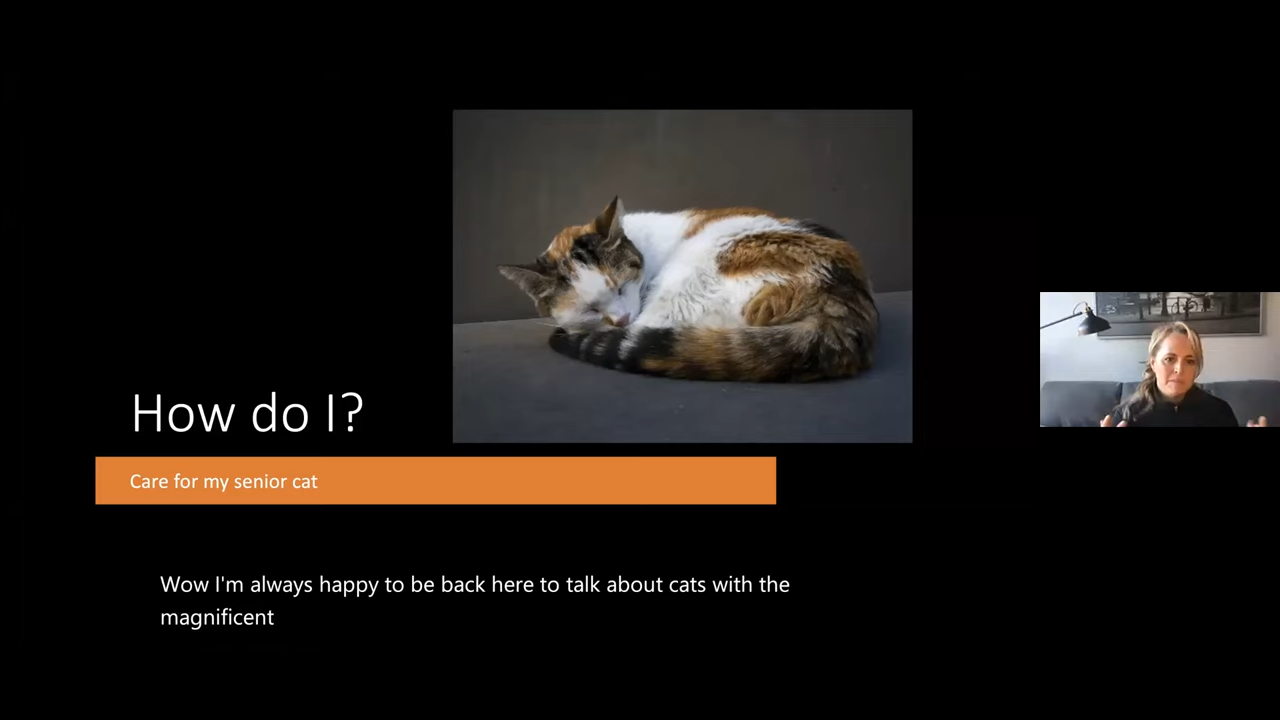 How do I?
Care for my senior cat
Wow I'm always happy to be back here to talk about cats with the
magnificent